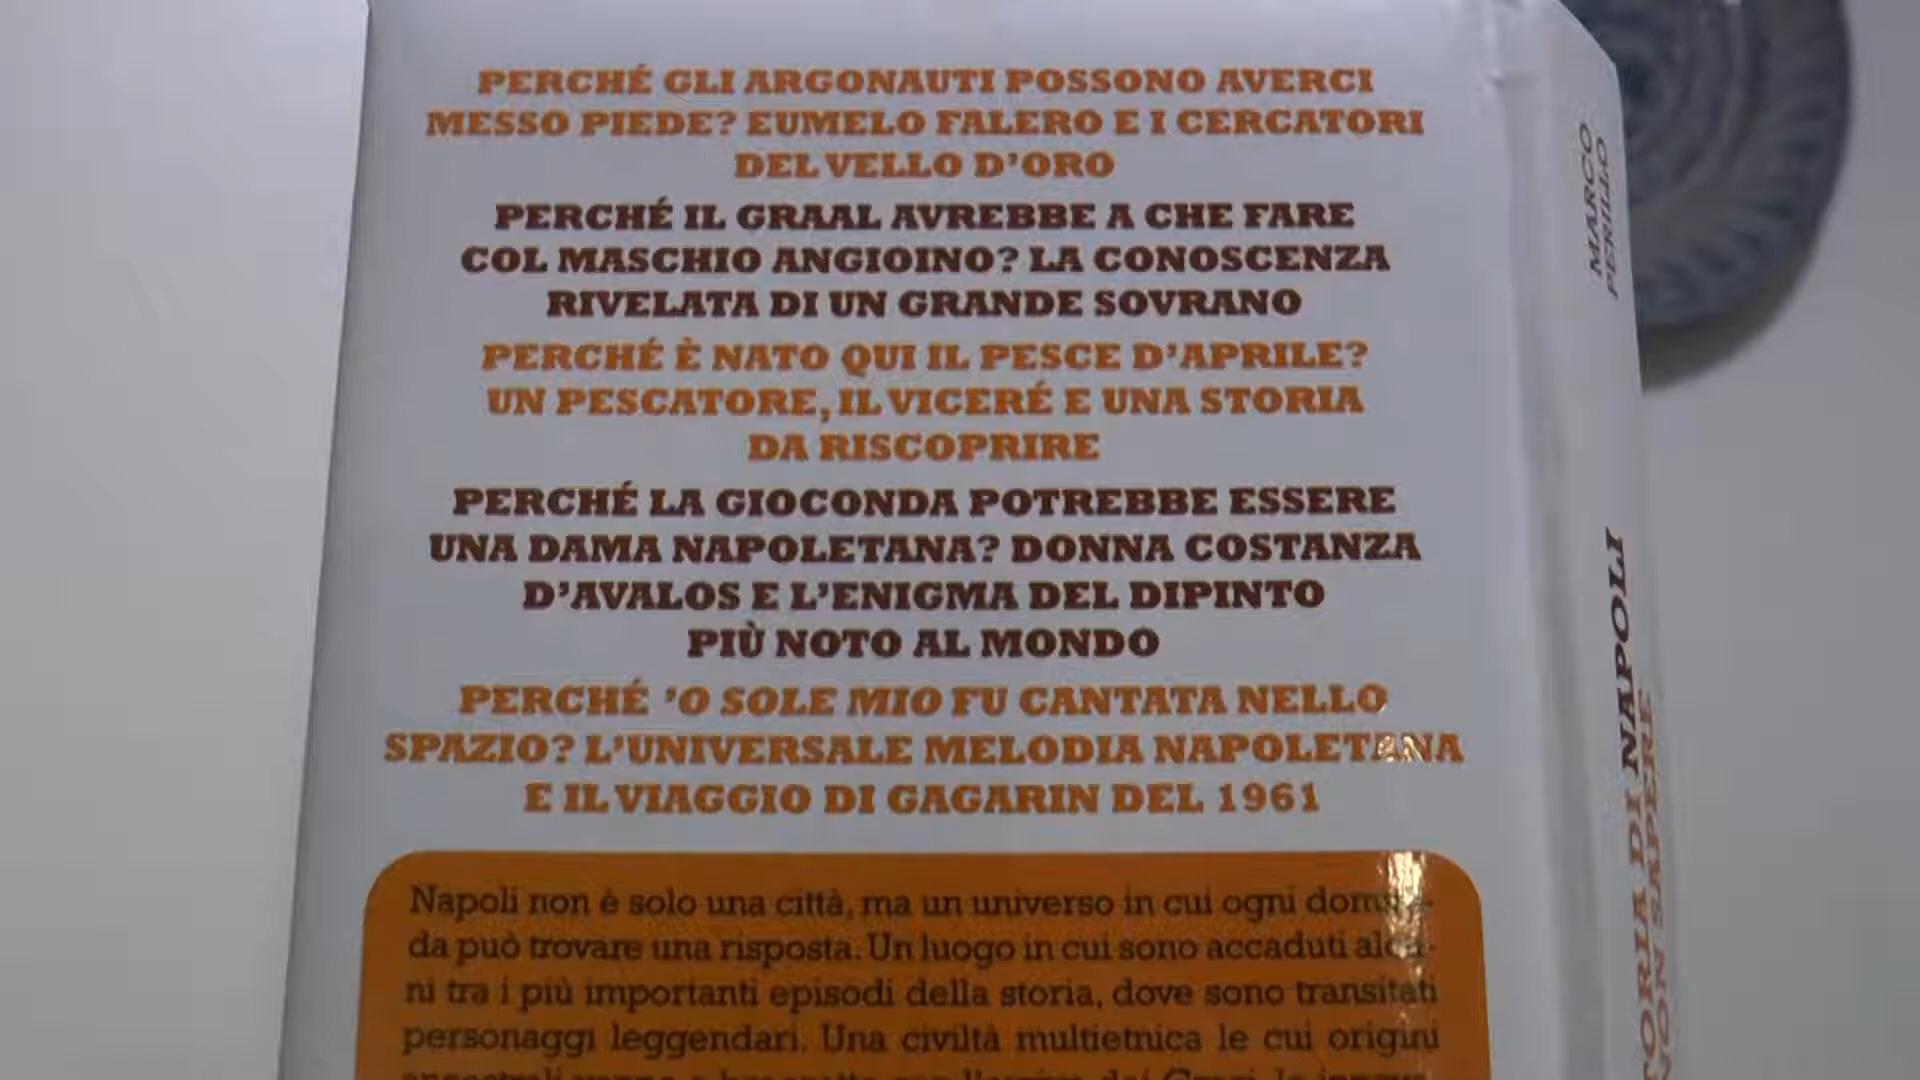 PERCHÉ GLI ARGONAUTI POSSONO AVERCI
MESSO PIEDE? EUMELO FALERO E I CERCATORI
DEL VELLO D’ORO
PERCHÉ IL GRAAL AVREBBE A CHE FARE
COL MASCHIO ANGIOINO? LA CONOSCENZA
RIVELATA DI UN GRANDE SOVRANO
PERCHÉ È NATO QUI IL PESCE D’APRILE?
UN PESCATORE, IL VICERÉ E UNA STORIA
DA RISCOPRIRE
PERCHÉ LA GIOCONDA POTREBBE ESSERE
UNA DAMA NAPOLETANA? DONNA COSTANZA
D’AVALOS E L’ENIGMA DEL DIPINTO
PIÙ NOTO AL MONDO
PERCHÉ ’O SOLE MIO FU CANTATA NELLO
SPAZIO? L’UNIVERSALE MELODIA NAPOLETANA
E IL VIAGGIO DI GAGARIN DEL 1961
Napoli non è solo una città, ma un universo in cui ogni
da può trovare una risposta. Un luogo in cui sono accaduti
ni tra i più importanti episodi della storia, dove sono transitati
personaggi leggendari. Una civiltà multietnica le cui origini
MARCO
PERILLO
DI NAPOLI
SAPERE